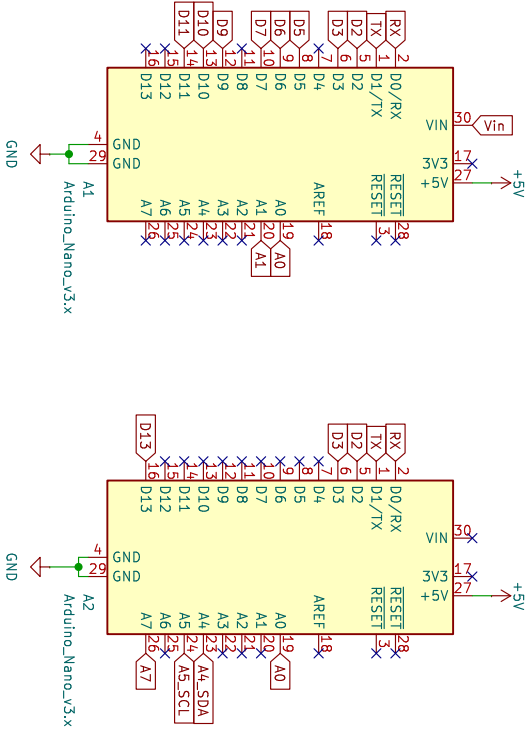 D11 D10 D9 D7 D6 D5 D3 D2 TX RX
16 15 14 13 12 11 10 9 8 7 6 5 1 2
D13 D12 D11 D10 D9 D8 D7 D6 D5 D4 D3 D2 D1/TX D0/RX
VIN 30 Vin
3V3 17
+5V 27 +5V
4 GND
29 GND
GND
A7 A6 A5 A4 A3 A2 A1 A0 AREF RESET RESET
26 25 24 23 22 21 20 19 18 3 28
A1 A0
A1
Arduino_Nano_v3.x
D13 D3 D2 TX RX
16 15 14 13 12 11 10 9 8 7 6 5 1 2
D13 D12 D11 D10 D9 D8 D7 D6 D5 D4 D3 D2 D1/TX D0/RX
VIN 30
3V3 17
+5V 27 +5V
4 GND
29 GND
GND
A7 A6 A5 A4 A3 A2 A1 A0 AREF RESET RESET
26 25 24 23 22 21 20 19 18 3 28
A7 A5_SCL A4_SDA A0
A2
Arduino_Nano_v3.x